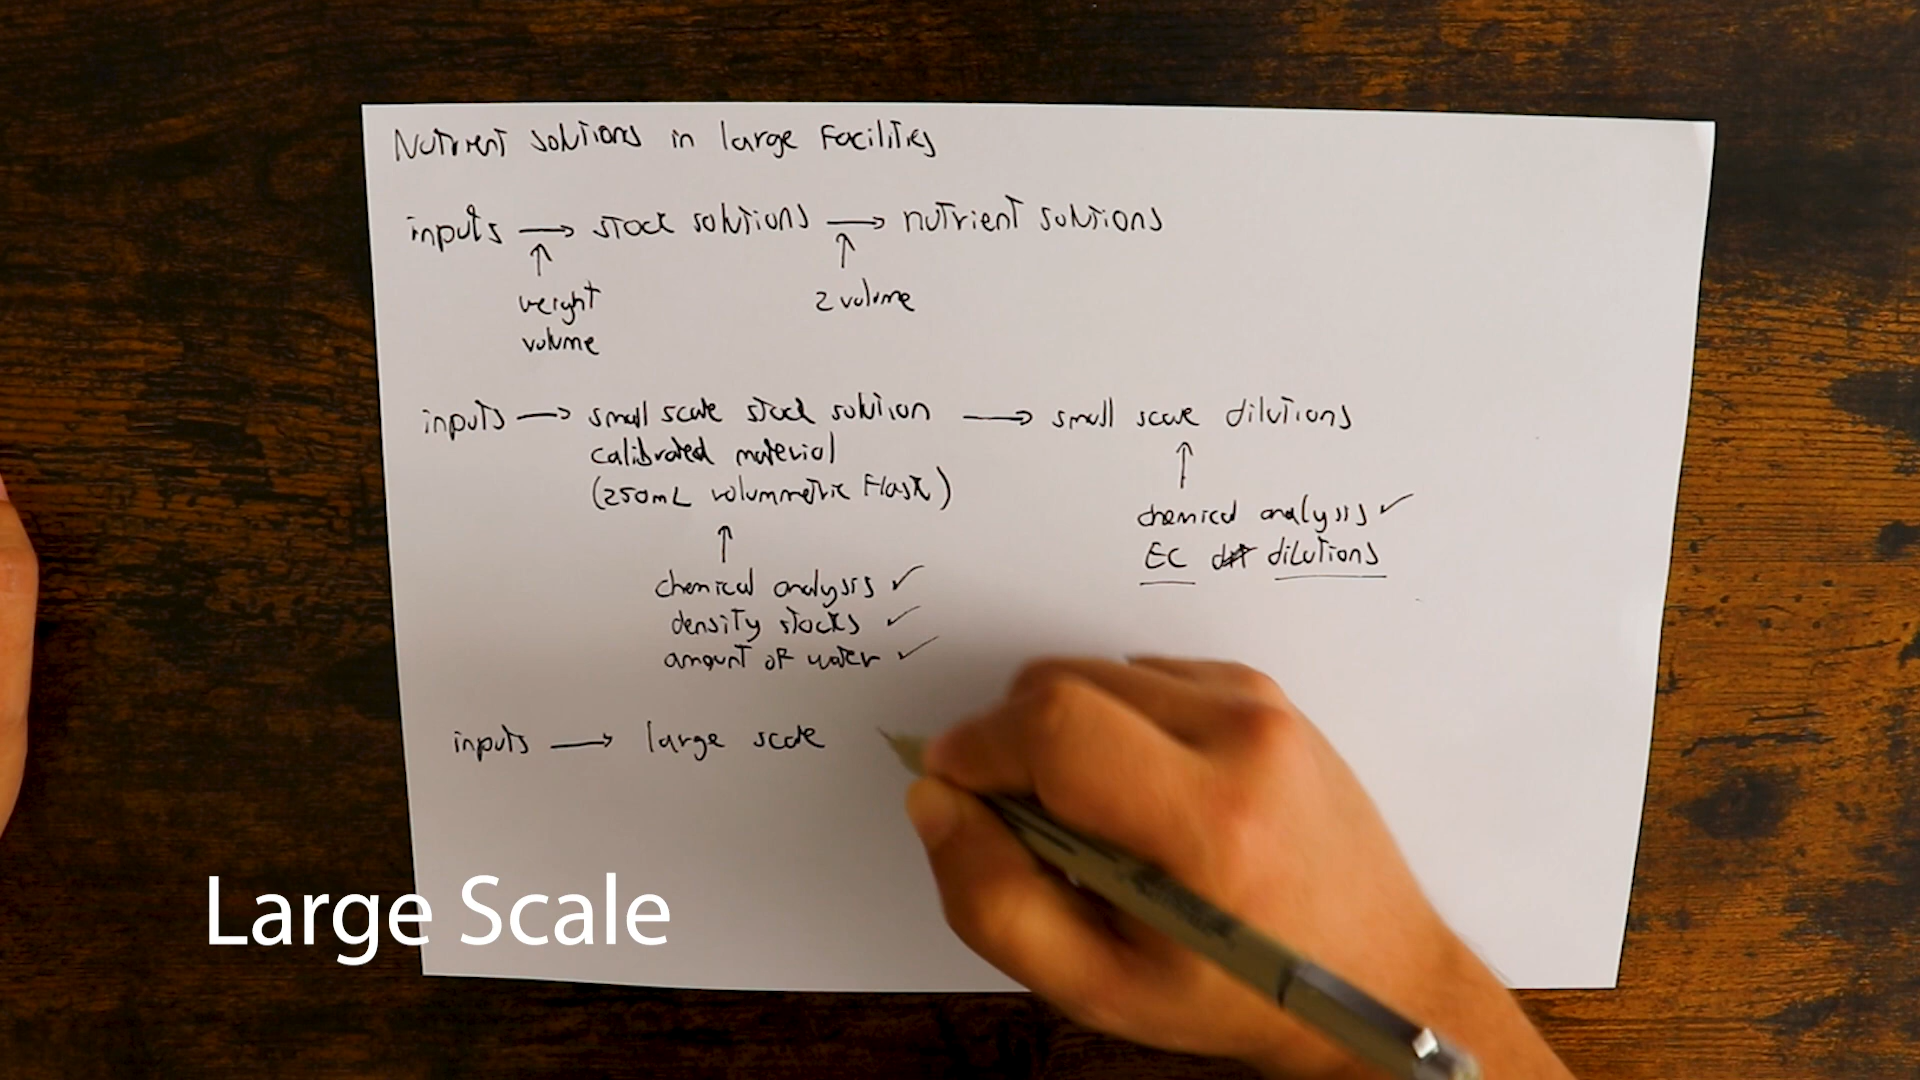 Nutrient solutions in large facilities
inputs → stock solutions → nutrient solutions
↑ ↑
weight 2 volume
volume
inputs → small scale stock solution → small scale dilutions
calibrated material ↑
(250mL volummetric Flask) chemical analysis ✓
↑ EC dilutions
chemical analysis ✓
density stocks ✓
amount of water ✓
inputs → large scale
Large Scale